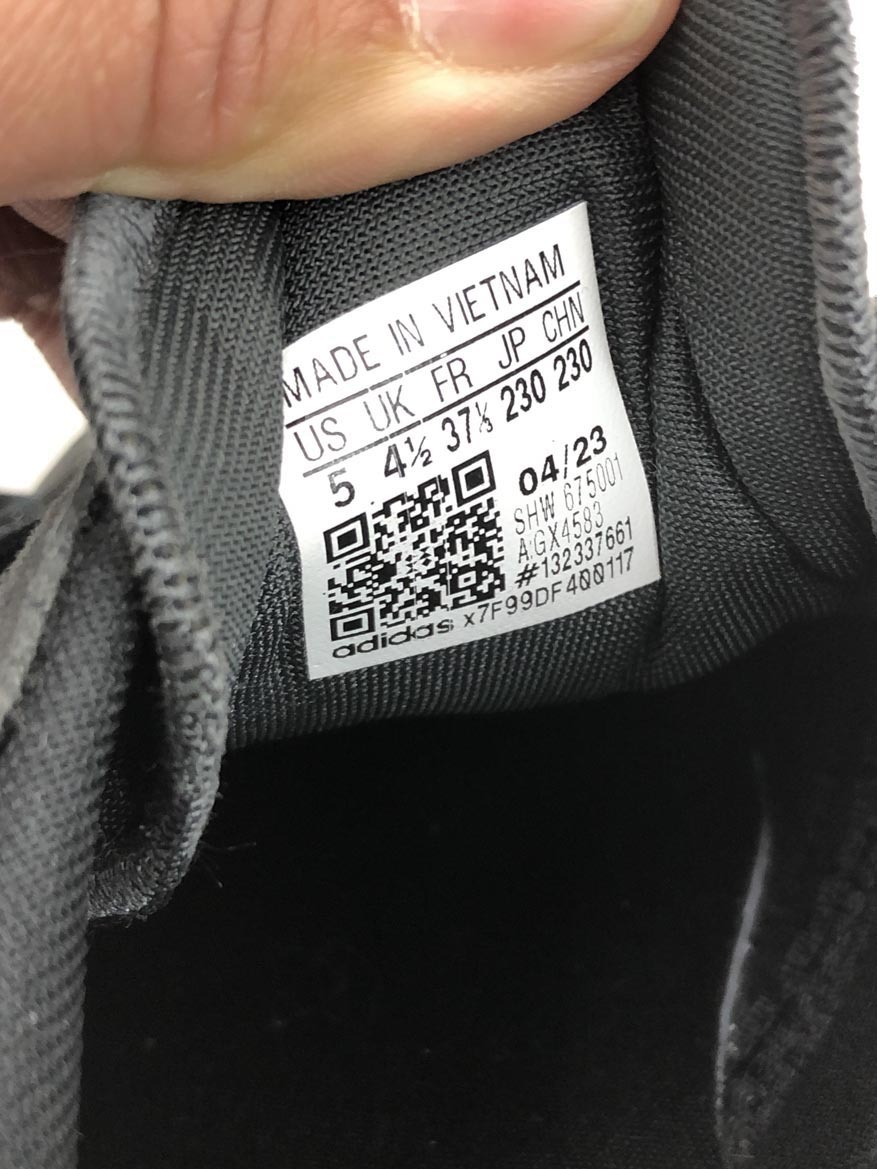 MADE IN VIETNAM
US UK FR JP CHN
5 4½ 37⅓ 230 230
04/23
SHW 675001
A:GX4583
#132337661
adidas x7F99DF400117